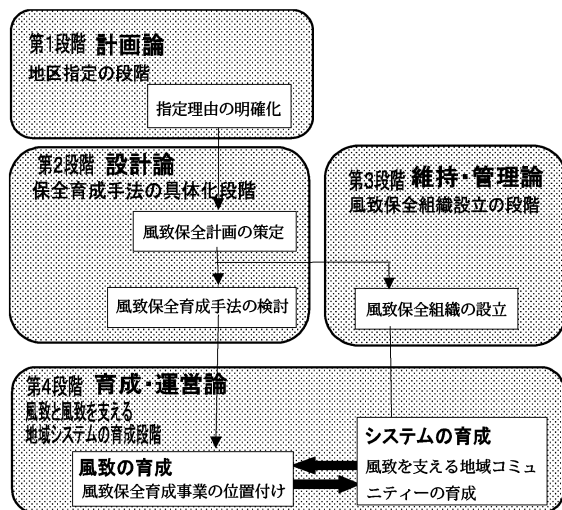 第1段階 計画論
地区指定の段階
指定理由の明確化
第2段階 設計論
保全育成手法の具体化段階
風致保全計画の策定
風致保全育成手法の検討
第3段階 維持・管理論
風致保全組織設立の段階
風致保全組織の設立
第4段階 育成・運営論
風致と風致を支える
地域システムの育成段階
風致の育成
風致保全育成事業の位置付け
システムの育成
風致を支える地域コミュ
ニティーの育成